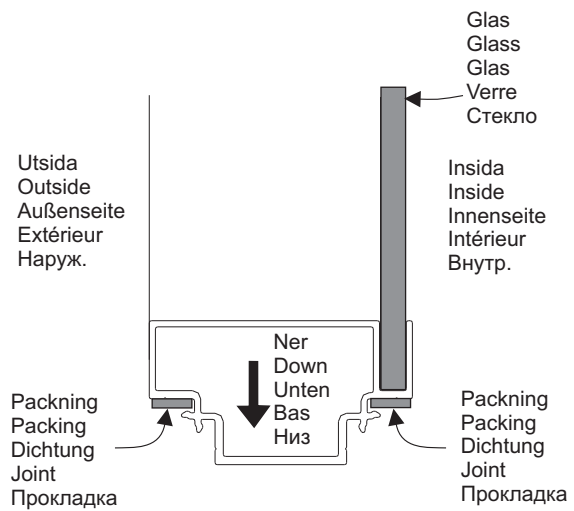 Glas
Glass
Glas
Verre
Стекло
Utsida
Outside
Außenseite
Extérieur
Наруж.
Insida
Inside
Innenseite
Intérieur
Внутр.
Ner
Down
Unten
Bas
Низ
Packning
Packing
Dichtung
Joint
Прокладка
Packning
Packing
Dichtung
Joint
Прокладка